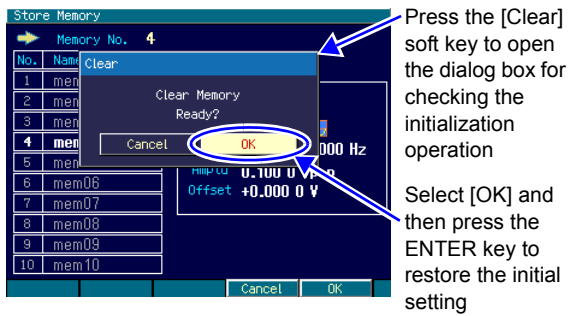 Store Memory
Memory No. 4
No. Name
Clear
Clear Memory
Ready?
Cancel OK
1 mem
2 mem
3 mem
4 mem
5 mem
6 mem06
7 mem07
8 mem08
9 mem09
10 mem10
000 Hz
Offset +0.000 0 V
Cancel OK
Press the [Clear]
soft key to open
the dialog box for
checking the
initialization
operation
Select [OK] and
then press the
ENTER key to
restore the initial
setting